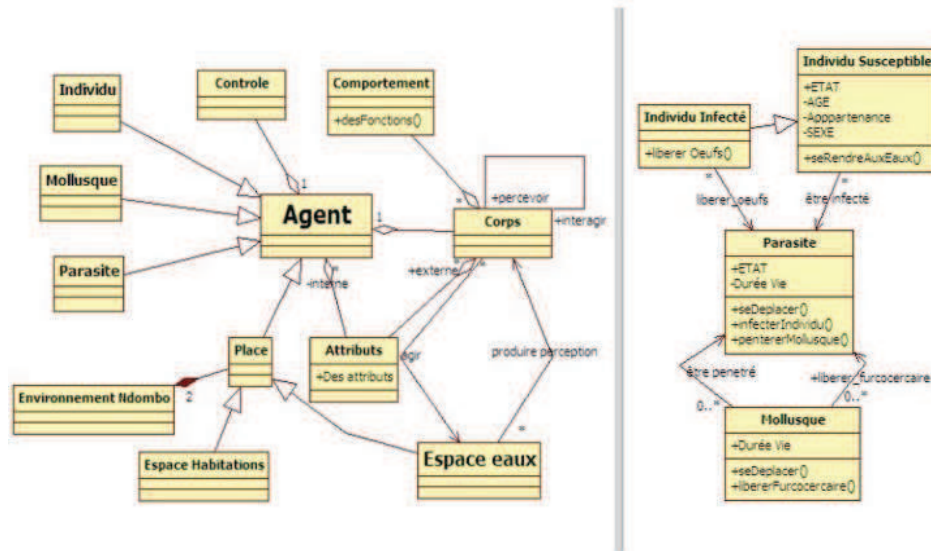 Individu
Controle
Comportement
+desFonctions()
Mollusque
Parasite
Agent
1
1
*
Corps
+percevoir
+interagir
-interne
*
+externe
*
Place
Attributs
+Des attributs
agir
produire perception
*
Environnement Ndombo
2
Espace Habitations
Espace eaux
Individu Susceptible
+ETAT
-AGE
-Apppartenance
-SEXE
+seRendreAuxEaux()
Individu Infecté
+liberer Oeufs()
*
*
liberer_oeufs
être infecté
Parasite
+ETAT
-Durée Vie
+seDeplacer()
+infecterIndividu()
+pentererMollusque()
être penetré
+liberer_furcocercaire
0..*
0..*
Mollusque
+Durée Vie
+seDeplacer()
+libererFurcocercaire()